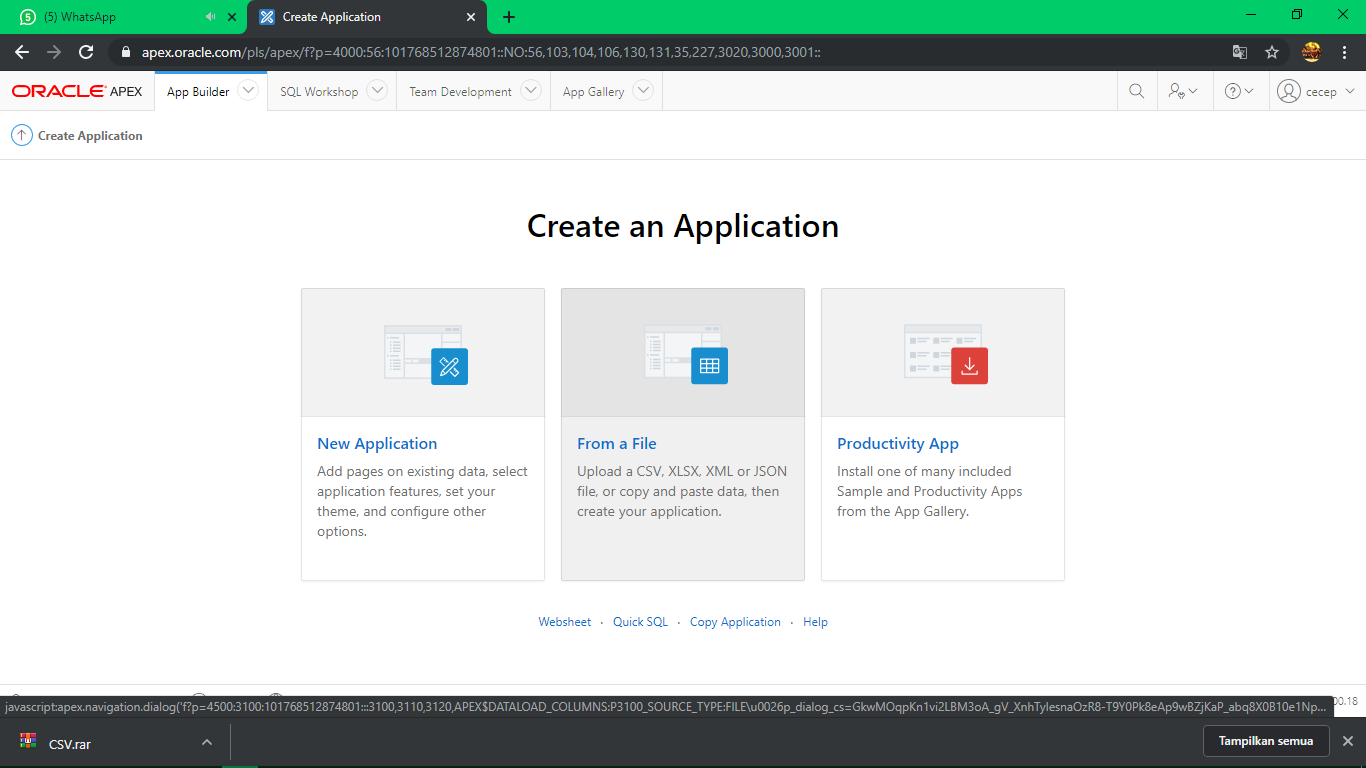 5
(5) WhatsApp
Create Application
apex.oracle.com/pls/apex/f?p=4000:56:101768512874801::NO:56,103,104,106,130,131,35,227,3020,3000,3001::
ORACLE APEX
App Builder
SQL Workshop
Team Development
App Gallery
cecep
Create Application
Create an Application
New Application
Add pages on existing data, select
application features, set your
theme, and configure other
options.
From a File
Upload a CSV, XLSX, XML or JSON
file, or copy and paste data, then
create your application.
Productivity App
Install one of many included
Sample and Productivity Apps
from the App Gallery.
Websheet · Quick SQL · Copy Application · Help
00.18
javascript:apex.navigation.dialog('f?p=4500:3100:101768512874801:::3100,3110,3120,APEX$DATALOAD_COLUMNS:P3100_SOURCE_TYPE:FILE\u0026p_dialog_cs=GkwMOqpKn1vi2LBM3oA_gV_XnhTylesnaOzR8-T9Y0Pk8eAp9wBZjKaP_abq8X0B10e1Np...
CSV.rar
Tampilkan semua